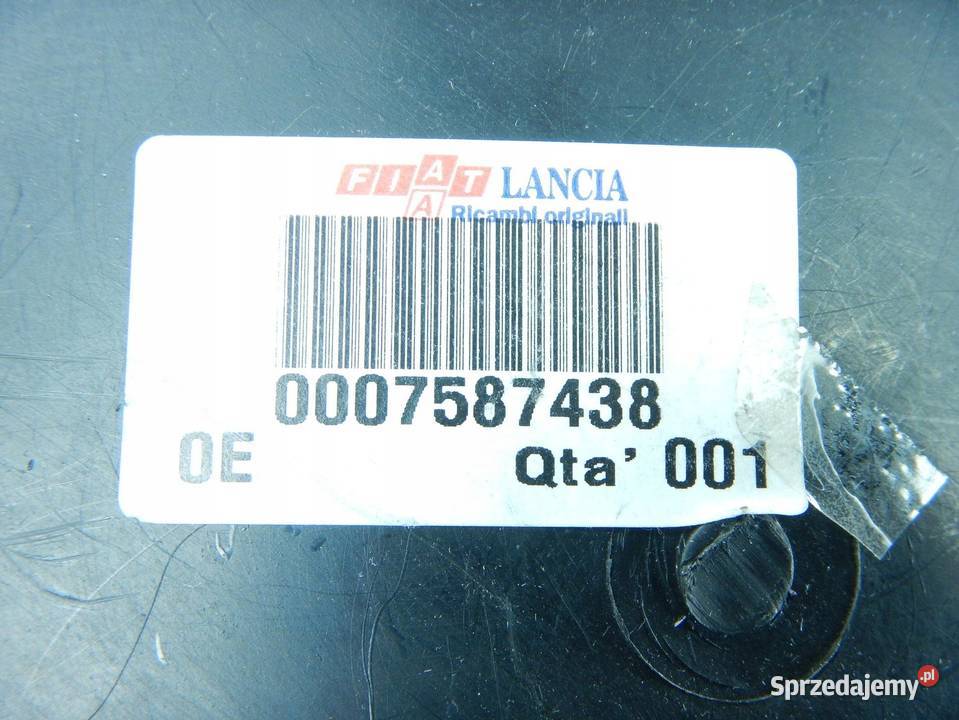 FIAT LANCIA
A
Ricambi originali
0007587438
0E Qta' 001
Sprzedajemy.pl